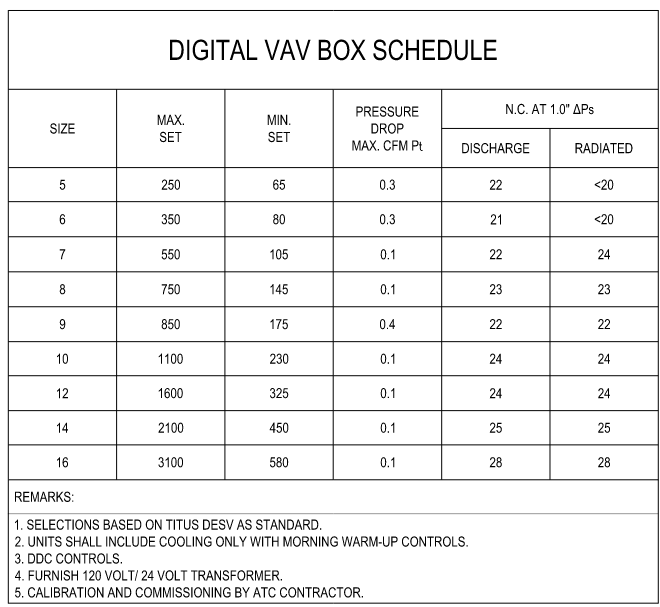 DIGITAL VAV BOX SCHEDULE
SIZE MAX. SET MIN. SET PRESSURE DROP MAX. CFM Pt N.C. AT 1.0" ΔPs
DISCHARGE RADIATED
5 250 65 0.3 22 <20
6 350 80 0.3 21 <20
7 550 105 0.1 22 24
8 750 145 0.1 23 23
9 850 175 0.4 22 22
10 1100 230 0.1 24 24
12 1600 325 0.1 24 24
14 2100 450 0.1 25 25
16 3100 580 0.1 28 28
REMARKS:
1. SELECTIONS BASED ON TITUS DESV AS STANDARD.
2. UNITS SHALL INCLUDE COOLING ONLY WITH MORNING WARM-UP CONTROLS.
3. DDC CONTROLS.
4. FURNISH 120 VOLT/ 24 VOLT TRANSFORMER.
5. CALIBRATION AND COMMISSIONING BY ATC CONTRACTOR.